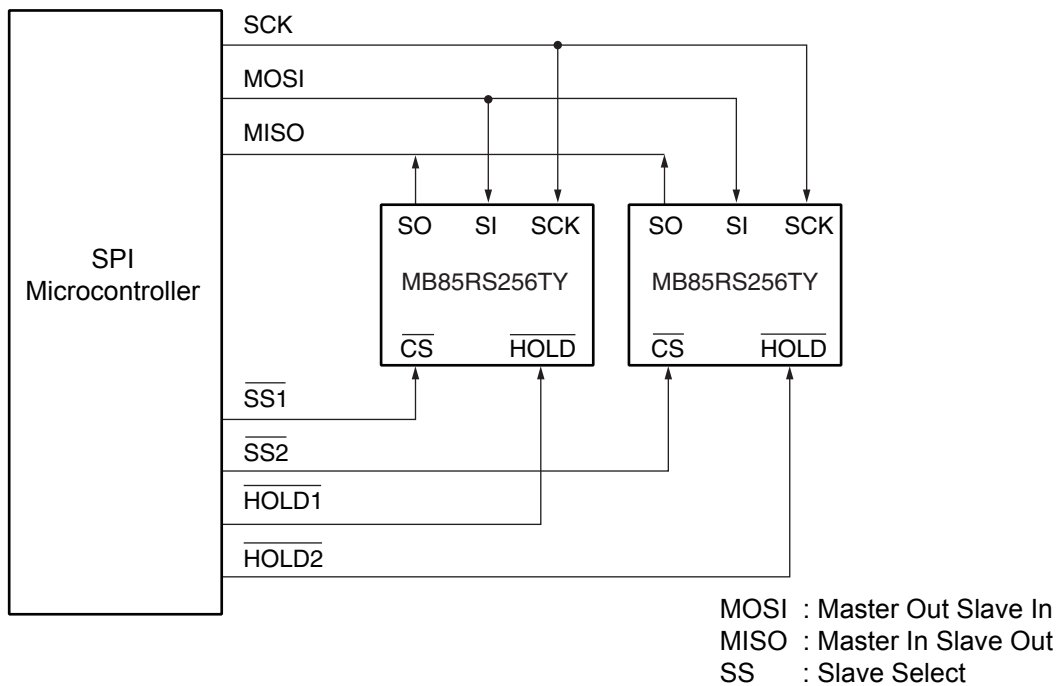 SCK
MOSI
MISO
SPI
Microcontroller
SO SI SCK
MB85RS256TY
CS HOLD
SO SI SCK
MB85RS256TY
CS HOLD
SS1
SS2
HOLD1
HOLD2
MOSI : Master Out Slave In
MISO : Master In Slave Out
SS : Slave Select